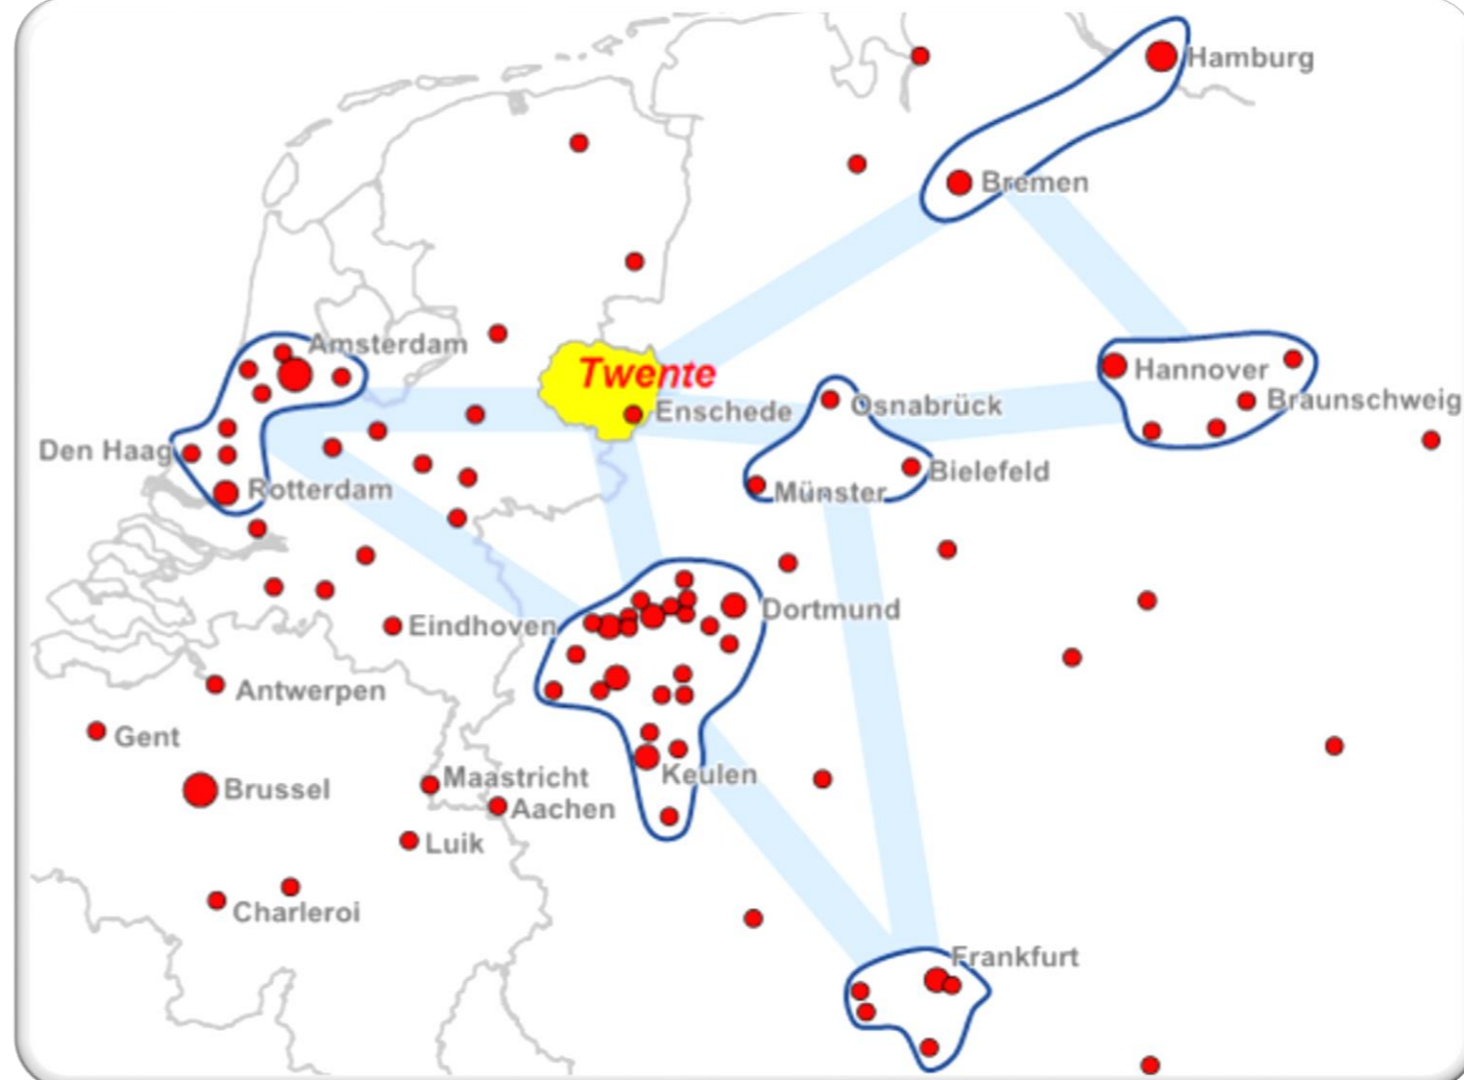 Hamburg
Bremen
Amsterdam
Twente
Hannover
Enschede
Osnabrück
Braunschweig
Den Haag
Bielefeld
Rotterdam
Münster
Dortmund
Eindhoven
Antwerpen
Gent
Keulen
Maastricht
Brussel
Aachen
Luik
Charleroi
Frankfurt